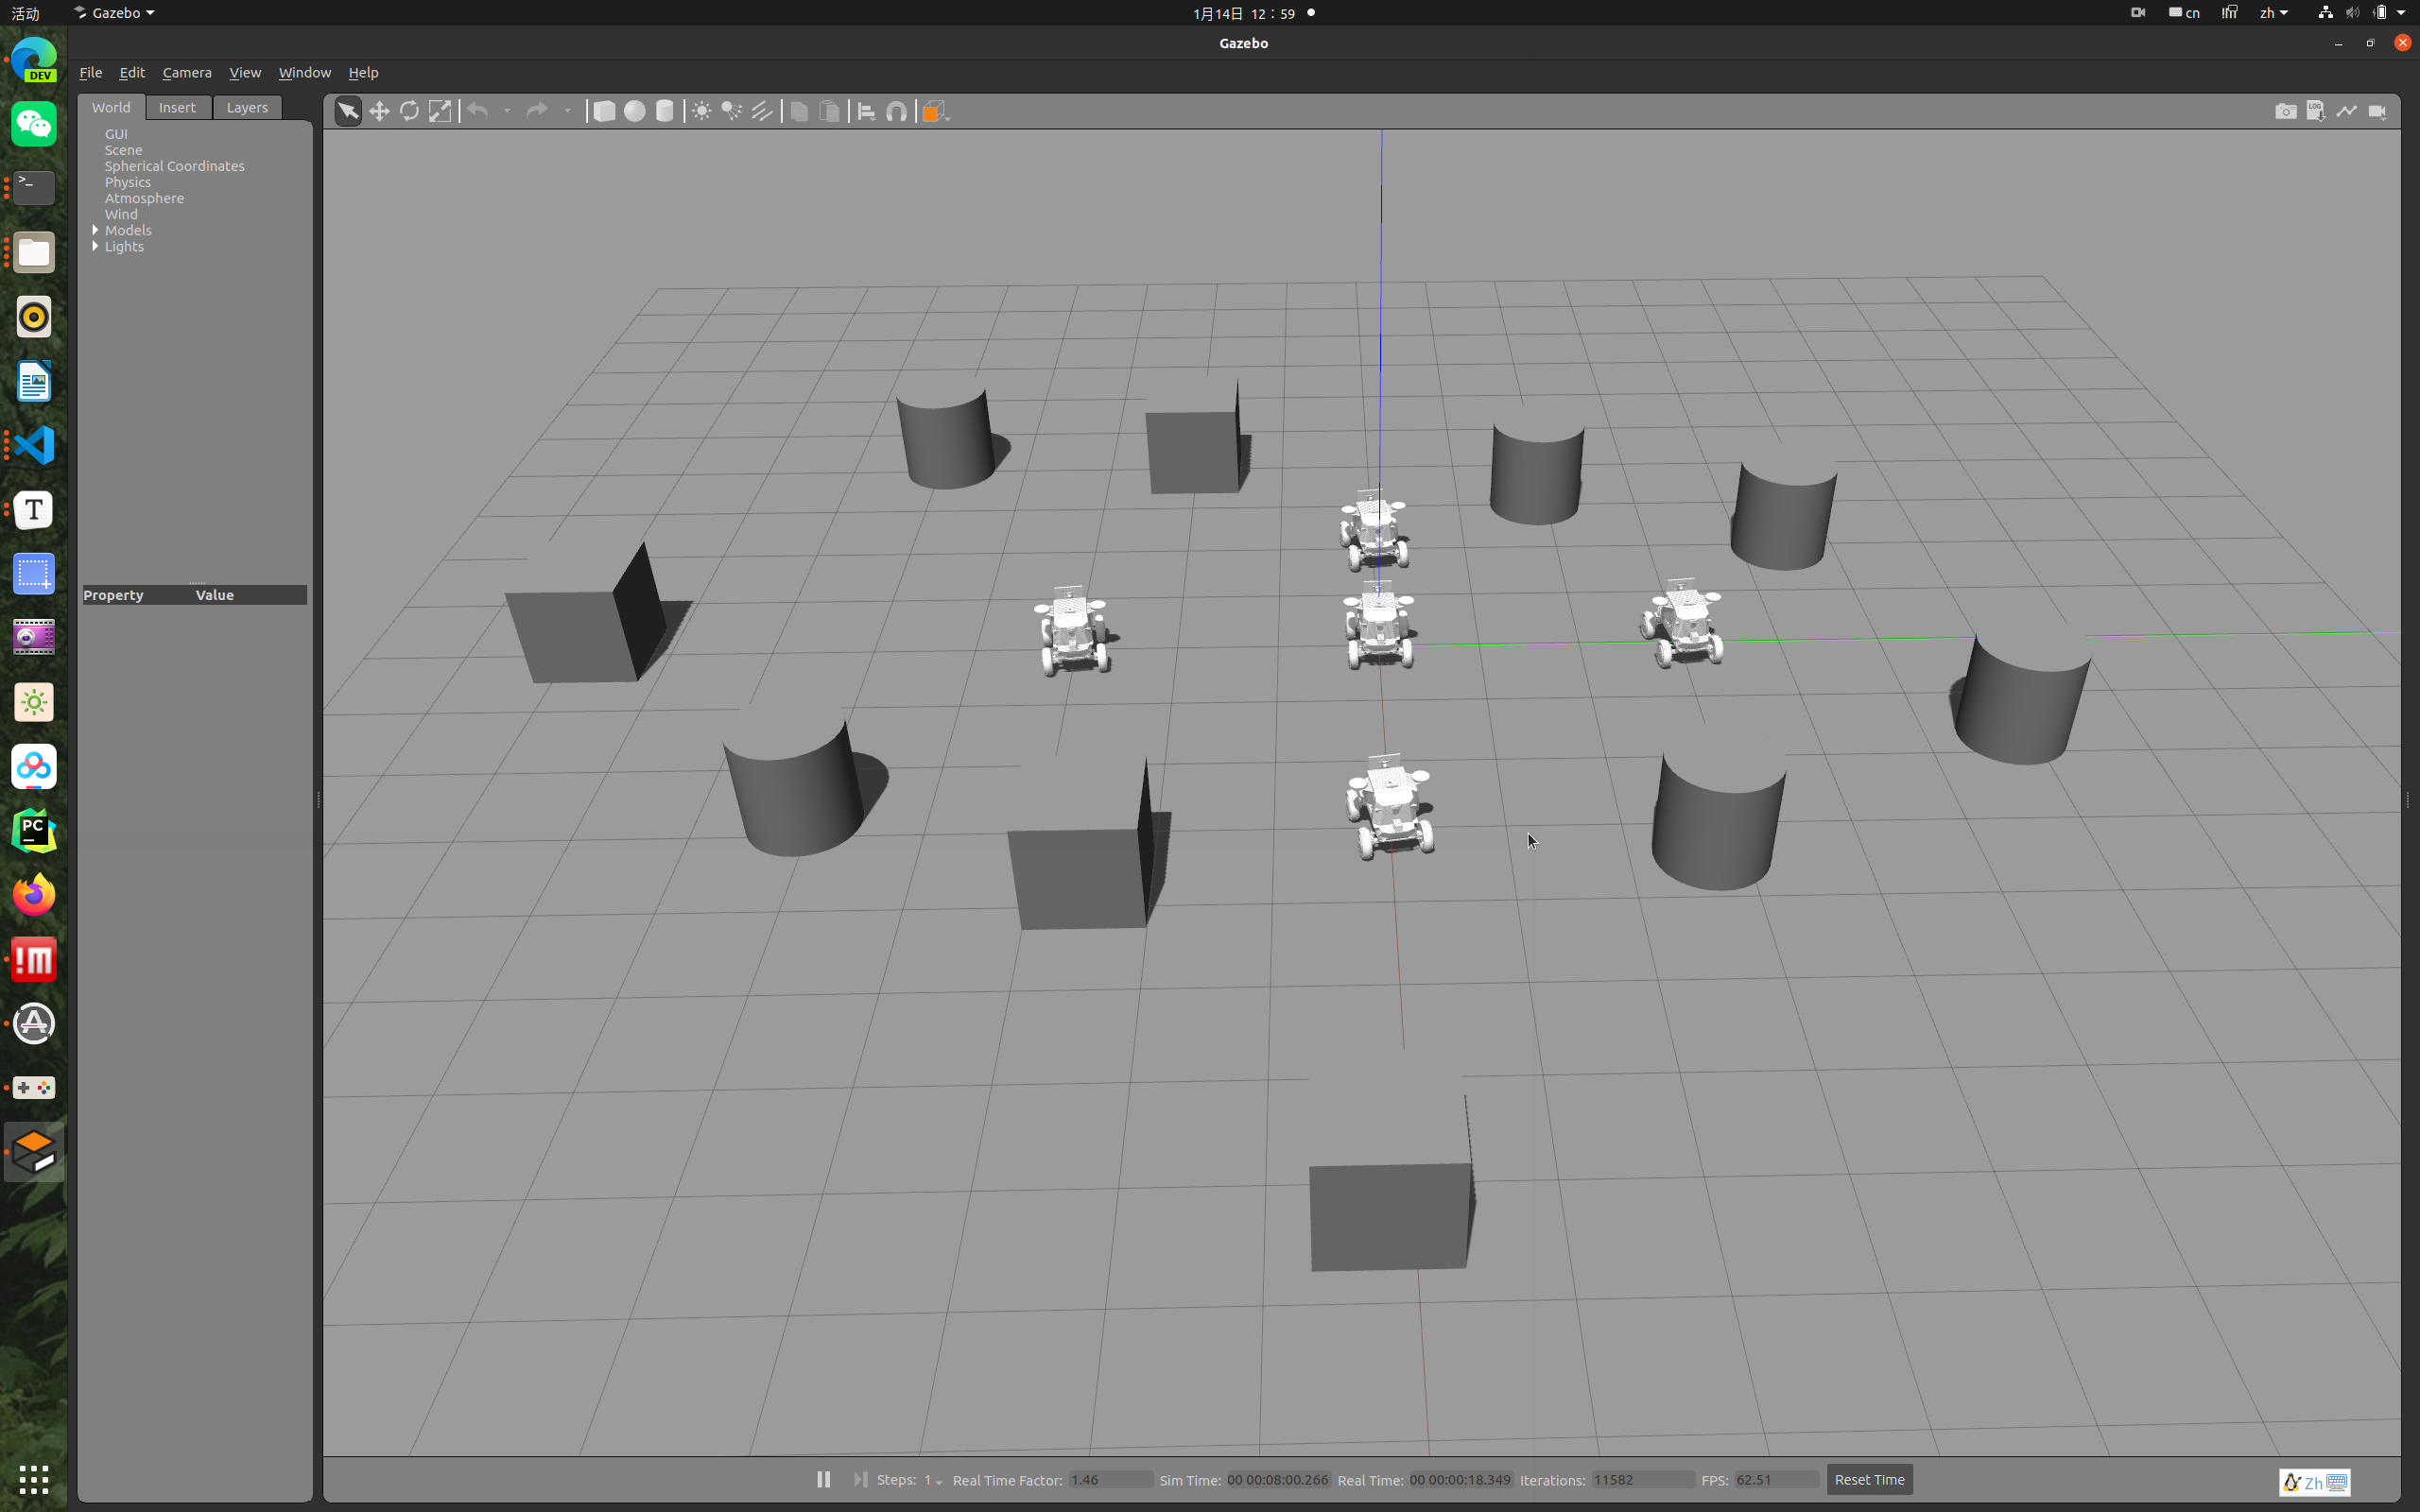 活动
Gazebo
1月14日 12：59
cn
zh
Gazebo
File Edit Camera View Window Help
World Insert Layers
GUI
Scene
Spherical Coordinates
Physics
Atmosphere
Wind
Models
Lights
Property Value
DEV
>_
T
PC
!m
LOG
Steps: 1 Real Time Factor: 1.46 Sim Time: 00 00:08:00.266 Real Time: 00 00:00:18.349 Iterations: 11582 FPS: 62.51 Reset Time
Zh